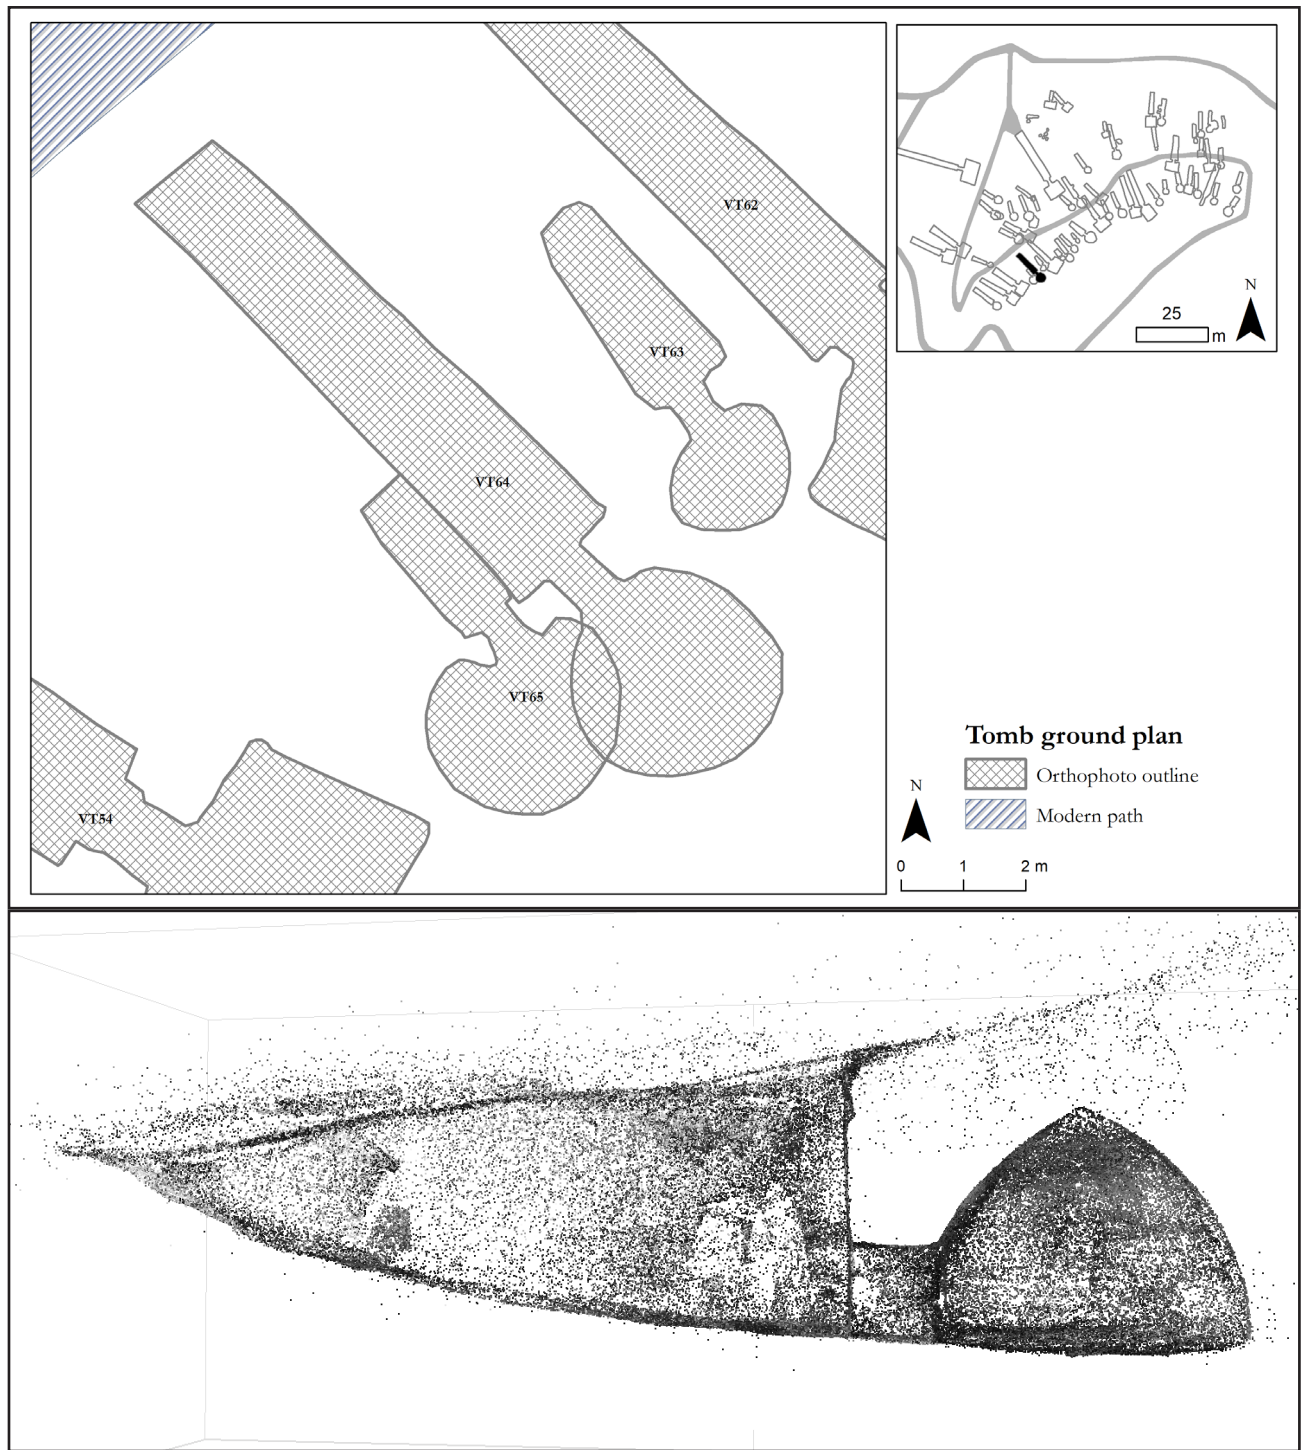 VT62
VT63
VT64
VT65
VT54
N
25
m
Tomb ground plan
Orthophoto outline
N
Modern path
0 1 2 m